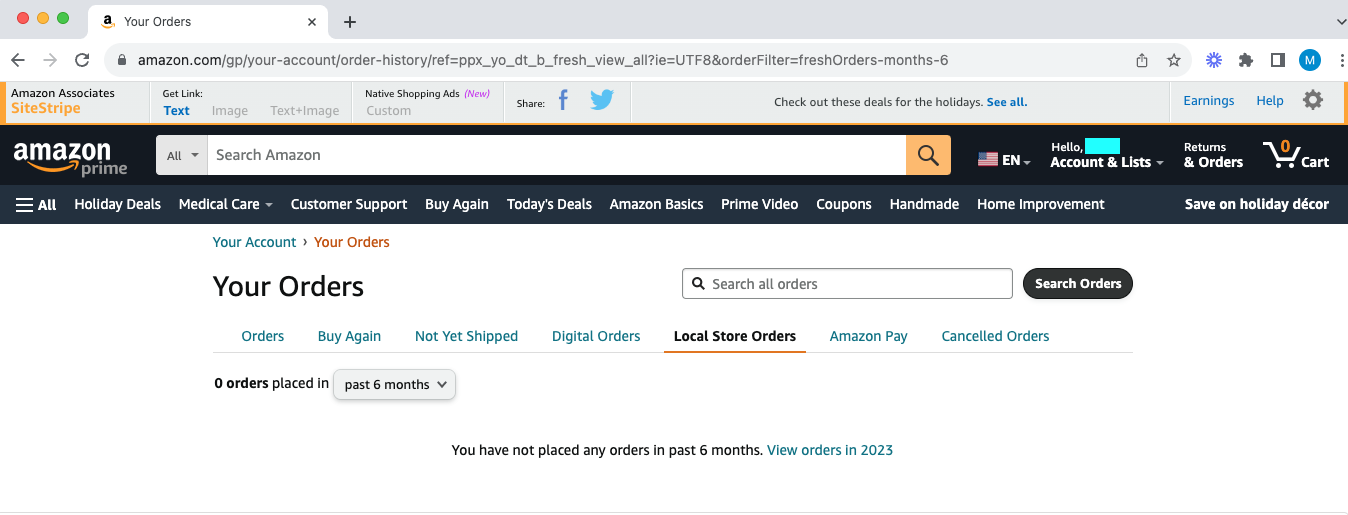 Your Orders
amazon.com/gp/your-account/order-history/ref=ppx_yo_dt_b_fresh_view_all?ie=UTF8&orderFilter=freshOrders-months-6
M
Amazon Associates
SiteStripe
Get Link:
Text Image Text+Image
Native Shopping Ads (New)
Custom
Share:
Check out these deals for the holidays. See all.
Earnings Help
amazon prime
All
Search Amazon
EN
Hello,
Account & Lists
Returns
& Orders
0
Cart
All Holiday Deals Medical Care Customer Support Buy Again Today's Deals Amazon Basics Prime Video Coupons Handmade Home Improvement Save on holiday décor
Your Account › Your Orders
Your Orders
Search all orders
Search Orders
Orders Buy Again Not Yet Shipped Digital Orders Local Store Orders Amazon Pay Cancelled Orders
0 orders placed in past 6 months
You have not placed any orders in past 6 months. View orders in 2023